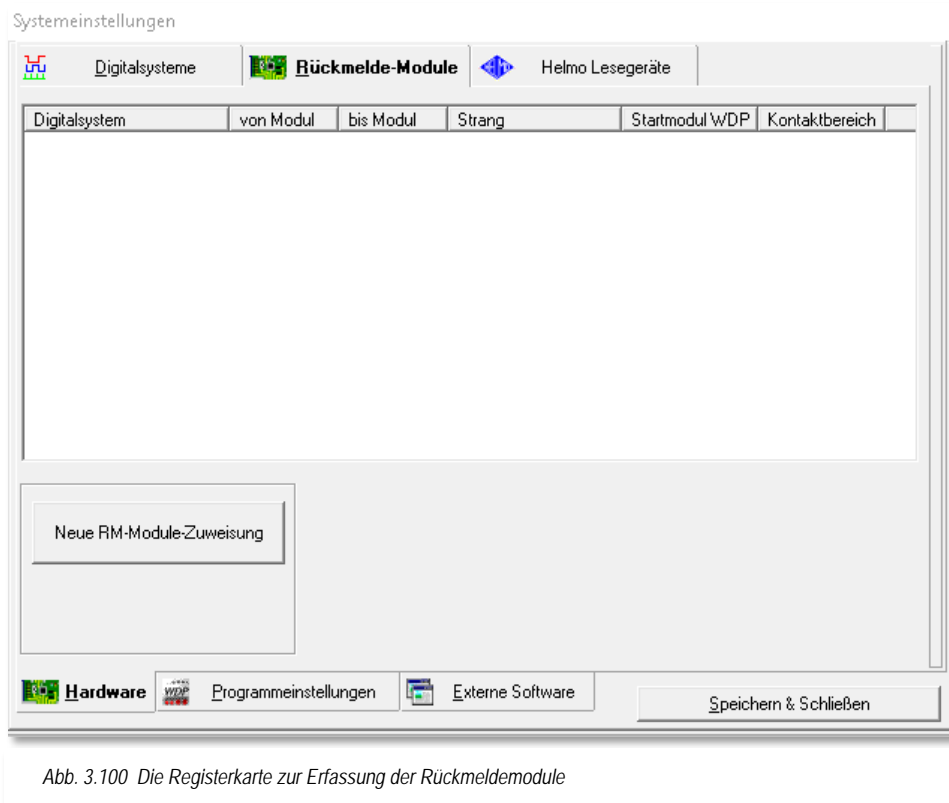 Systemeinstellungen
Digitalsysteme Rückmelde-Module Helmo Lesegeräte
Digitalsystem von Modul bis Modul Strang Startmodul WDP Kontaktbereich
Neue RM-Module-Zuweisung
Hardware WDP Programmeinstellungen Externe Software
Speichern & Schließen
Abb. 3.100 Die Registerkarte zur Erfassung der Rückmeldemodule